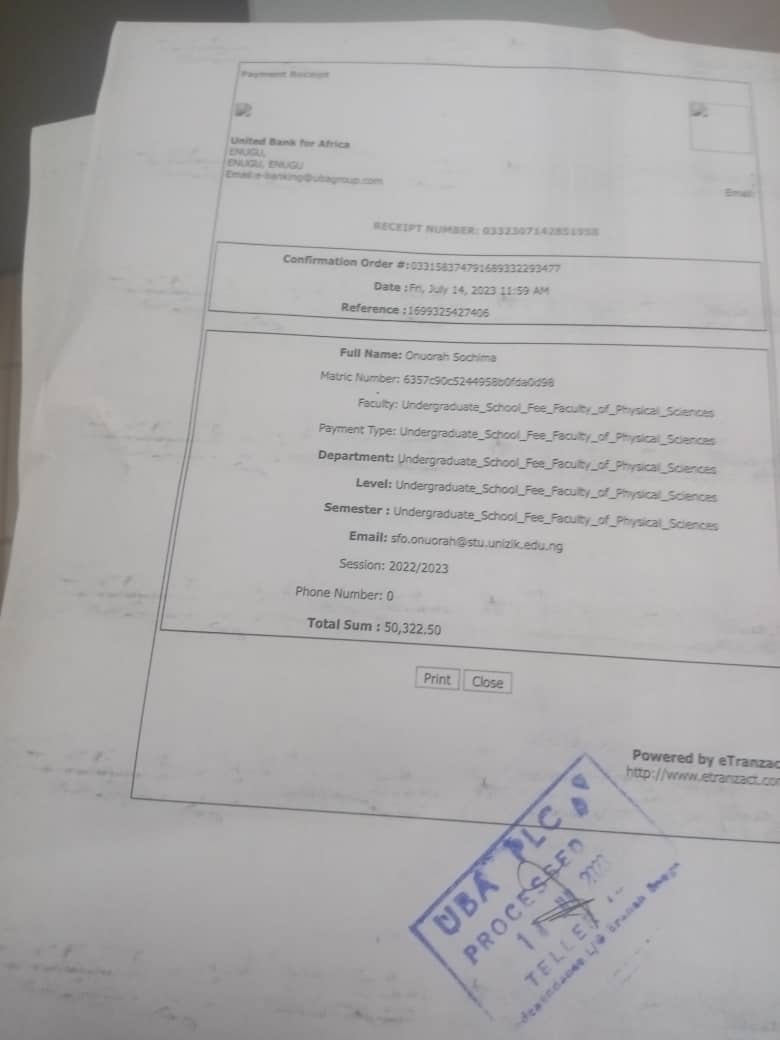 Payment Receipt
United Bank for Africa
ENUGU,
ENUGU, ENUGU
Email:e-banking@ubagroup.com
Email:
RECEIPT NUMBER: 0332307142851958
Confirmation Order #:033158374791689332293477
Date :Fri, July 14, 2023 11:59 AM
Reference :1699325427406
Full Name: Onuorah Sochima
Matric Number: 6357c90c5244958b0fda0d98
Faculty: Undergraduate_School_Fee_Faculty_of_Physical_Sciences
Payment Type: Undergraduate_School_Fee_Faculty_of_Physical_Sciences
Department: Undergraduate_School_Fee_Faculty_of_Physical_Sciences
Level: Undergraduate_School_Fee_Faculty_of_Physical_Sciences
Semester : Undergraduate_School_Fee_Faculty_of_Physical_Sciences
Email: sfo.onuorah@stu.unizik.edu.ng
Session: 2022/2023
Phone Number: 0
Total Sum : 50,322.50
Print Close
Powered by eTranzac
http://www.etranzact.co
UBA PLC
PROCESSED
2023
TELLER